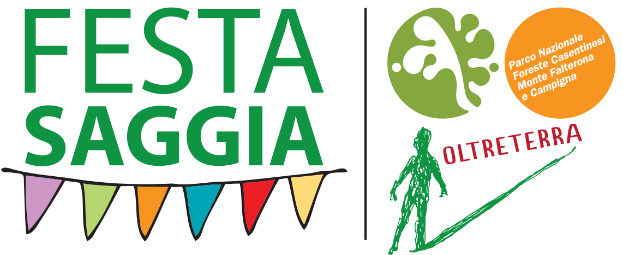 FESTA
SAGGIA
Parco Nazionale
Foreste Casentinesi
Monte Falterona
e Campigna
OLTRETERRA